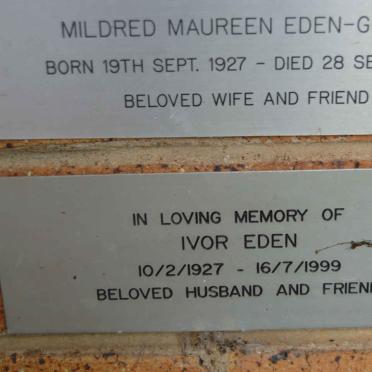 MILDRED MAUREEN EDEN-G
BORN 19TH SEPT. 1927 - DIED 28 SE
BELOVED WIFE AND FRIEND
IN LOVING MEMORY OF
IVOR EDEN
10/2/1927 - 16/7/1999
BELOVED HUSBAND AND FRIEN